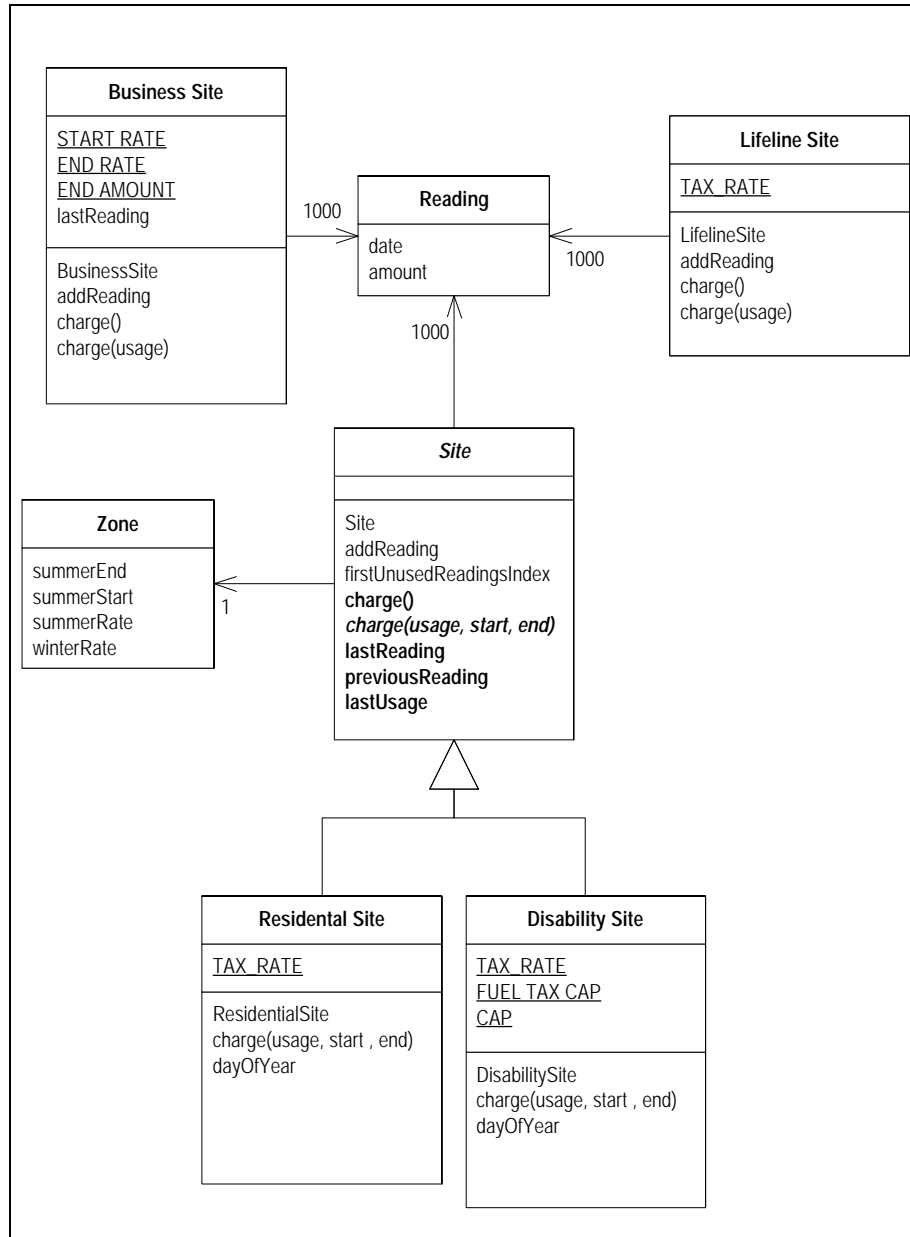 Business Site
START RATE
END RATE
END AMOUNT
lastReading
BusinessSite
addReading
charge()
charge(usage)
1000
Reading
date
amount
1000
Lifeline Site
TAX_RATE
LifelineSite
addReading
charge()
charge(usage)
1000
Site
Site
addReading
firstUnusedReadingsIndex
charge()
charge(usage, start, end)
lastReading
previousReading
lastUsage
Zone
summerEnd
summerStart
summerRate
winterRate
1
Residental Site
TAX_RATE
ResidentialSite
charge(usage, start , end)
dayOfYear
Disability Site
TAX_RATE
FUEL TAX CAP
CAP
DisabilitySite
charge(usage, start , end)
dayOfYear